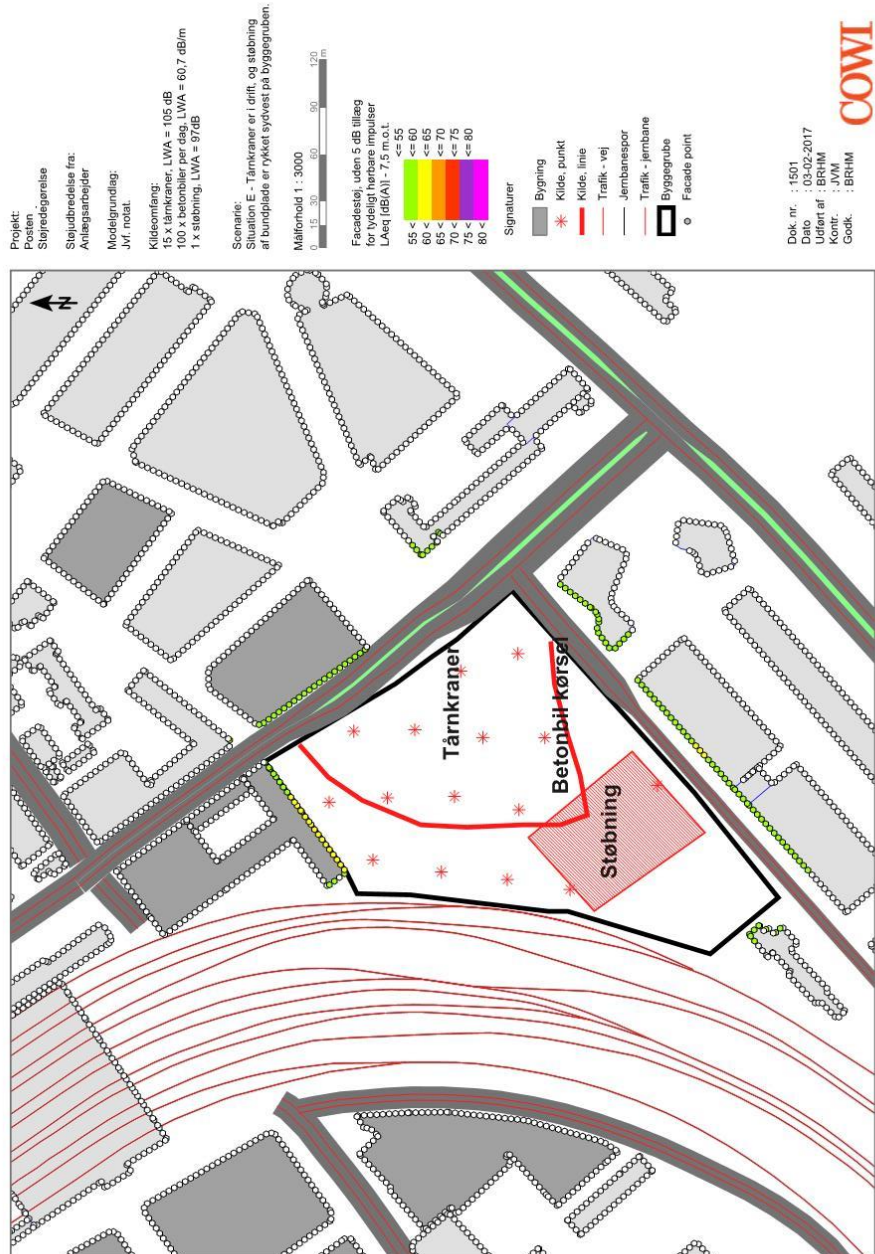 Projekt:
Posten
Støjredegørelse
Støjudbredelse fra:
Anlægsarbejder
Modelgrundlag:
JVI. notat.
Kildeomfang:
15 x tårnkraner, LWA = 105 dB
100 x betonbiler per dag, LWA = 60,7 dB/m
1 x støbning, LWA = 97dB
Scenarie:
Situation E - Tårnkraner er i drift, og støbning
af bundplade er rykket sydvest på byggegruben.
Målforhold 1 : 3000
0 15 30 60 90 120
m
Facadestøj, uden 5 dB tillæg
for tydeligt hørbare impulser
LAeq [dB(A)] - 7,5 m.o.t.
<= 55
55 < <= 60
60 < <= 65
65 < <= 70
70 < <= 75
75 < <= 80
80 <
Signaturer
Bygning
Kilde, punkt
Kilde, linie
Trafik - vej
Jernbanespor
Trafik - jernbane
Byggegrube
Facade point
Dok. nr. : 1501
Dato : 03-02-2017
Udført af : BRHM
Kontr. : JVM
Godk. : BRHM
COWI
N
Tårnkraner
Betonbil kørsel
Støbning